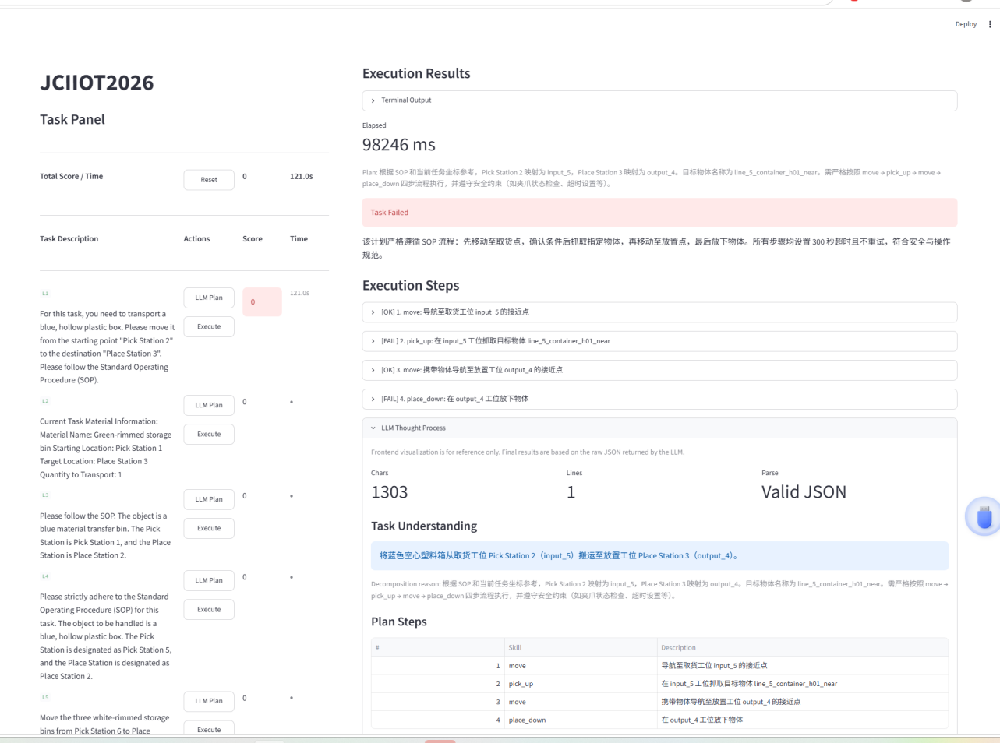 Deploy
JCIIOT2026
Task Panel
Total Score / Time
Reset
0
121.0s
Task Description
Actions
Score
Time
L1
For this task, you need to transport a
blue, hollow plastic box. Please move it
from the starting point "Pick Station 2"
to the destination "Place Station 3".
Please follow the Standard Operating
Procedure (SOP).
LLM Plan
Execute
0
121.0s
L2
Current Task Material Information:
Material Name: Green-rimmed storage
bin Starting Location: Pick Station 1
Target Location: Place Station 3
Quantity to Transport: 1
LLM Plan
Execute
0
L3
Please follow the SOP. The object is a
blue material transfer bin. The Pick
Station is Pick Station 1, and the Place
Station is Place Station 2.
LLM Plan
Execute
0
L4
Please strictly adhere to the Standard
Operating Procedure (SOP) for this
task. The object to be handled is a
blue, hollow plastic box. The Pick
Station is designated as Pick Station 5,
and the Place Station is designated as
Place Station 2.
LLM Plan
Execute
0
L5
Move the three white-rimmed storage
bins from Pick Station 6 to Place
LLM Plan
Execute
0
Execution Results
Terminal Output
Elapsed
98246 ms
Plan: 根据 SOP 和当前任务坐标参考，Pick Station 2 映射为 input_5，Place Station 3 映射为 output_4。目标物体名称为 line_5_container_h01_near。需严格按照 move → pick_up → move →
place_down 四步流程执行，并遵守安全约束（如夹爪状态检查、超时设置等）。
Task Failed
该计划严格遵循 SOP 流程：先移动至取货点，确认条件后抓取指定物体，再移动至放置点，最后放下物体。所有步骤均设置 300 秒超时且不重试，符合安全与操作
规范。
Execution Steps
[OK] 1. move: 导航至取货工位 input_5 的接近点
[FAIL] 2. pick_up: 在 input_5 工位抓取目标物体 line_5_container_h01_near
[OK] 3. move: 携带物体导航至放置工位 output_4 的接近点
[FAIL] 4. place_down: 在 output_4 工位放下物体
LLM Thought Process
Frontend visualization is for reference only. Final results are based on the raw JSON returned by the LLM.
Chars
Lines
Parse
1303
1
Valid JSON
Task Understanding
将蓝色空心塑料箱从取货工位 Pick Station 2（input_5）搬运至放置工位 Place Station 3（output_4）。
Decomposition reason: 根据 SOP 和当前任务坐标参考，Pick Station 2 映射为 input_5，Place Station 3 映射为 output_4。目标物体名称为 line_5_container_h01_near。需严格按照 move →
pick_up → move → place_down 四步流程执行，并遵守安全约束（如夹爪状态检查、超时设置等）。
Plan Steps
# Skill Description
1 move 导航至取货工位 input_5 的接近点
2 pick_up 在 input_5 工位抓取目标物体 line_5_container_h01_near
3 move 携带物体导航至放置工位 output_4 的接近点
4 place_down 在 output_4 工位放下物体